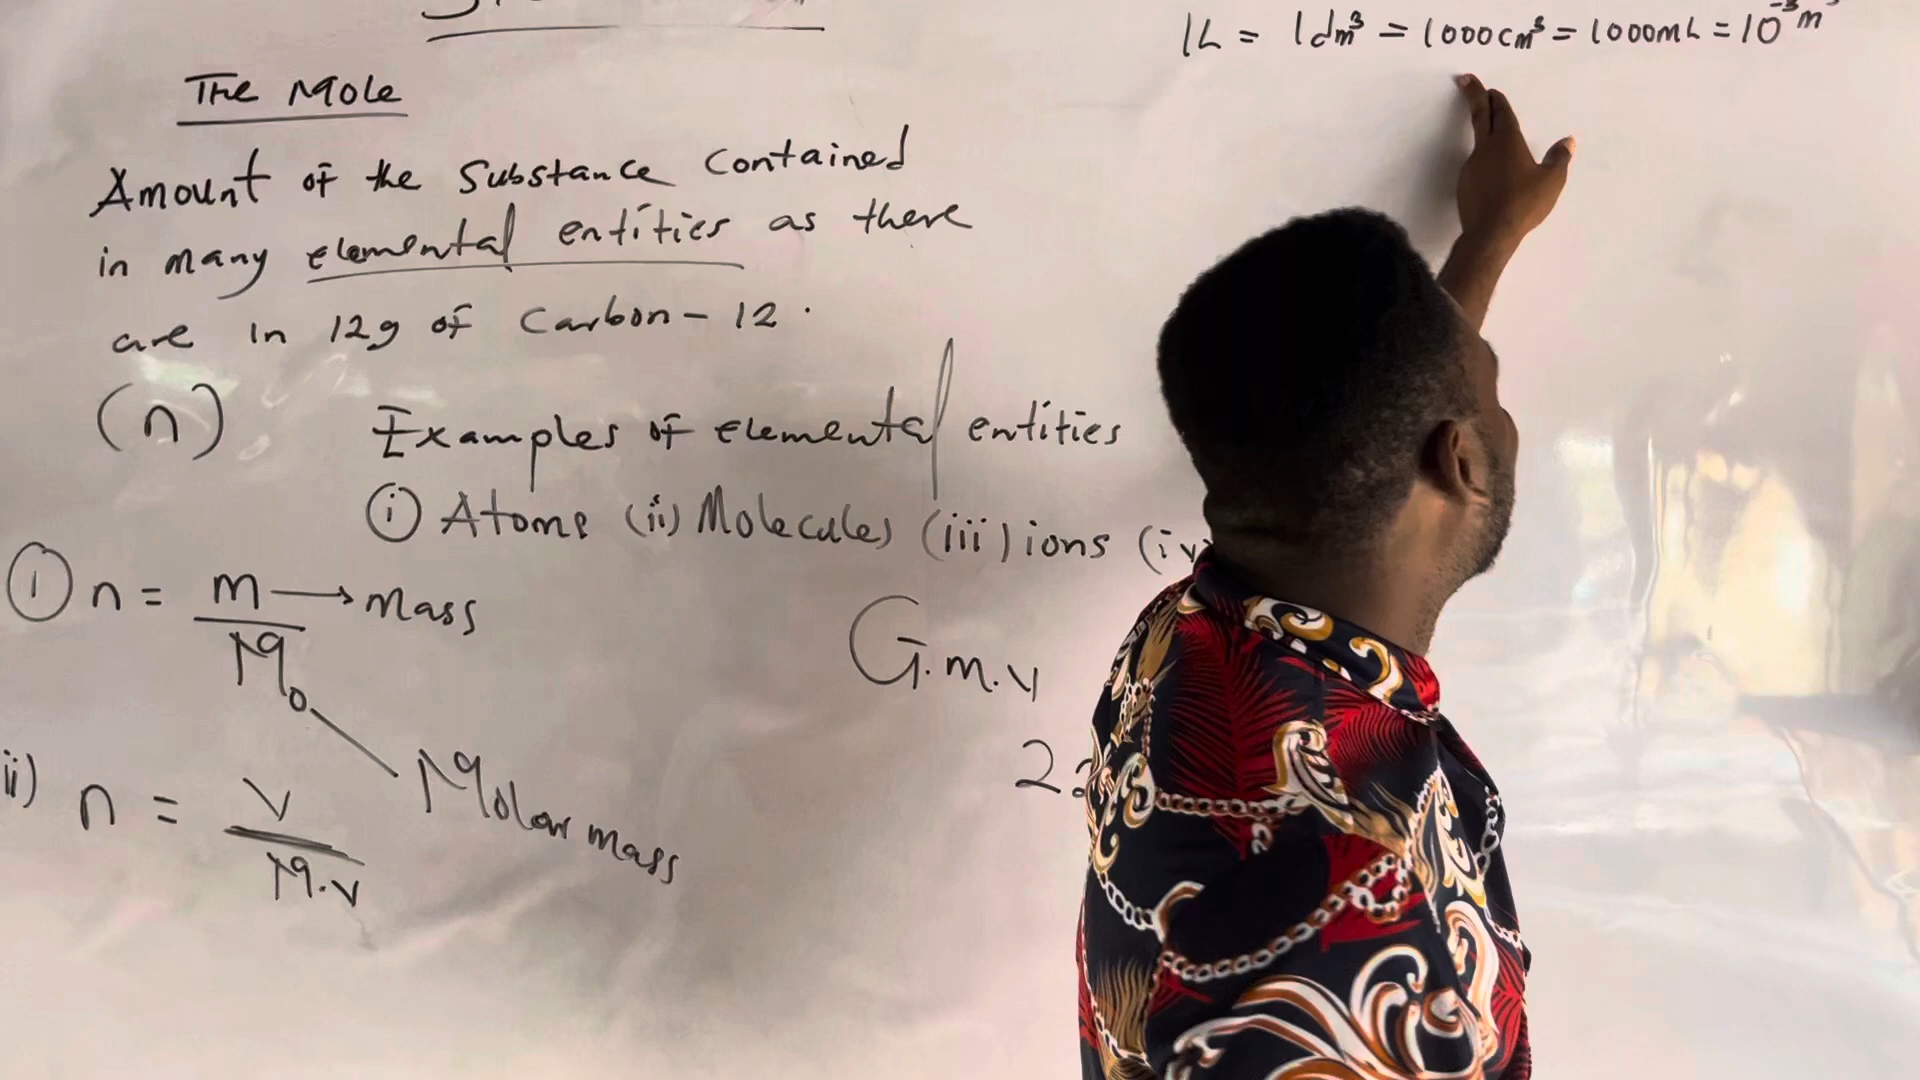 1L = 1dm³ = 1000cm³ = 1000mL = 10⁻³m³
The Mole
Amount of the substance contained
in many elemental entities as there
are in 12g of Carbon-12.
(n)
Examples of elemental entities
(i) Atoms (ii) Molecules (iii) ions (iv)
(1) n = m/M₀ → mass
Molar mass
G.m.v
ii) n = v/M.v